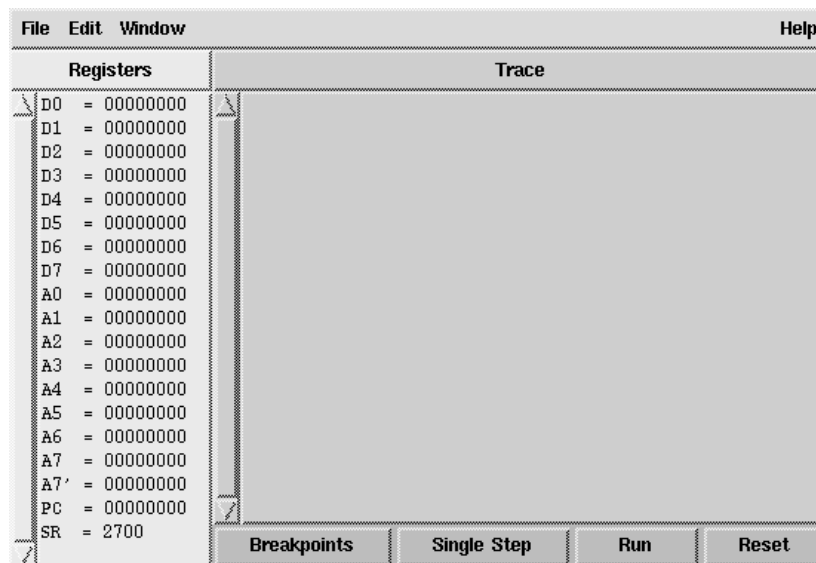 File Edit Window Help
Registers Trace
D0 = 00000000
D1 = 00000000
D2 = 00000000
D3 = 00000000
D4 = 00000000
D5 = 00000000
D6 = 00000000
D7 = 00000000
A0 = 00000000
A1 = 00000000
A2 = 00000000
A3 = 00000000
A4 = 00000000
A5 = 00000000
A6 = 00000000
A7 = 00000000
A7' = 00000000
PC = 00000000
SR = 2700
Breakpoints Single Step Run Reset